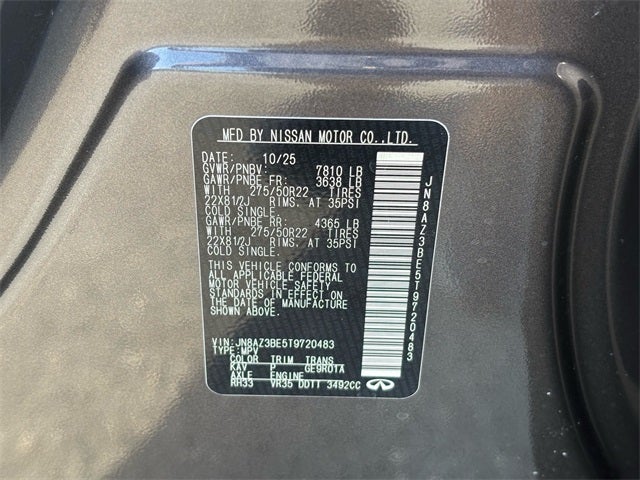 MFD BY NISSAN MOTOR CO.,LTD.
DATE: 10/25
GVWR/PNBV: 7810 LB
GAWR/PNBE FR: 3638 LB
WITH 275/50R22 TIRES
22X81/2J RIMS, AT 35PSI
COLD SINGLE.
GAWR/PNBE RR: 4365 LB
WITH 275/50R22 TIRES
22X81/2J RIMS, AT 35PSI
COLD SINGLE.
THIS VEHICLE CONFORMS TO
ALL APPLICABLE FEDERAL
MOTOR VEHICLE SAFETY
STANDARDS IN EFFECT ON
THE DATE OF MANUFACTURE
SHOWN ABOVE.
VIN: JN8AZ3BE5T9720483
TYPE: MPV
COLOR TRIM TRANS
KAV P GE9R01A
AXLE ENGINE
RH33 VR35 DDTT 3492CC
JN8AZ3BE5T9720483